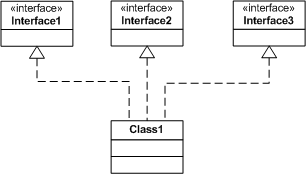 «interface»
Interface1
«interface»
Interface2
«interface»
Interface3
Class1